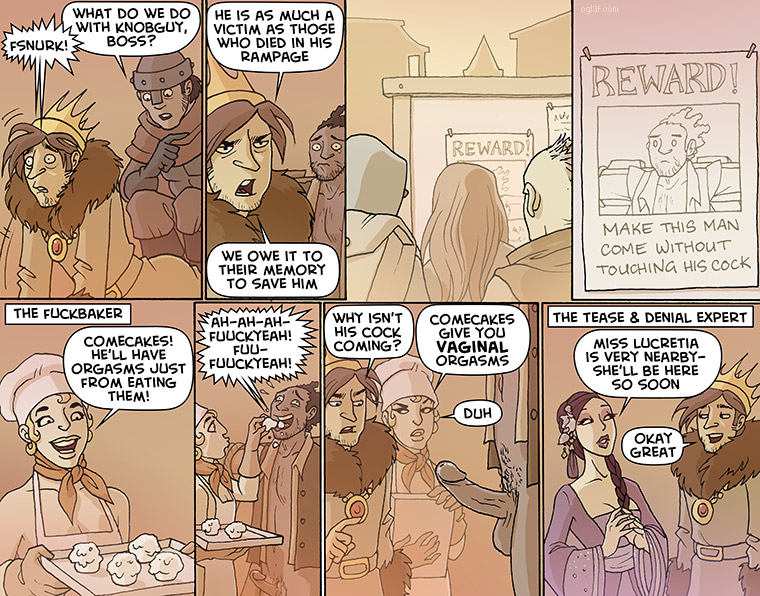 oglaf.com
FSNURK!
WHAT DO WE DO
WITH KNOBGUY,
BOSS?
HE IS AS MUCH A
VICTIM AS THOSE
WHO DIED IN HIS
RAMPAGE
WE OWE IT TO
THEIR MEMORY
TO SAVE HIM
REWARD!
REWARD!
MAKE THIS MAN
COME WITHOUT
TOUCHING HIS COCK
THE FUCKBAKER
COMECAKES!
HE'LL HAVE
ORGASMS JUST
FROM EATING
THEM!
AH-AH-AH-
FUUCKYEAH!
FUU-
FUUCKYEAH!
WHY ISN'T
HIS COCK
COMING?
COMECAKES
GIVE YOU
VAGINAL
ORGASMS
DUH
THE TEASE & DENIAL EXPERT
MISS LUCRETIA
IS VERY NEARBY-
SHE'LL BE HERE
SO SOON
OKAY
GREAT